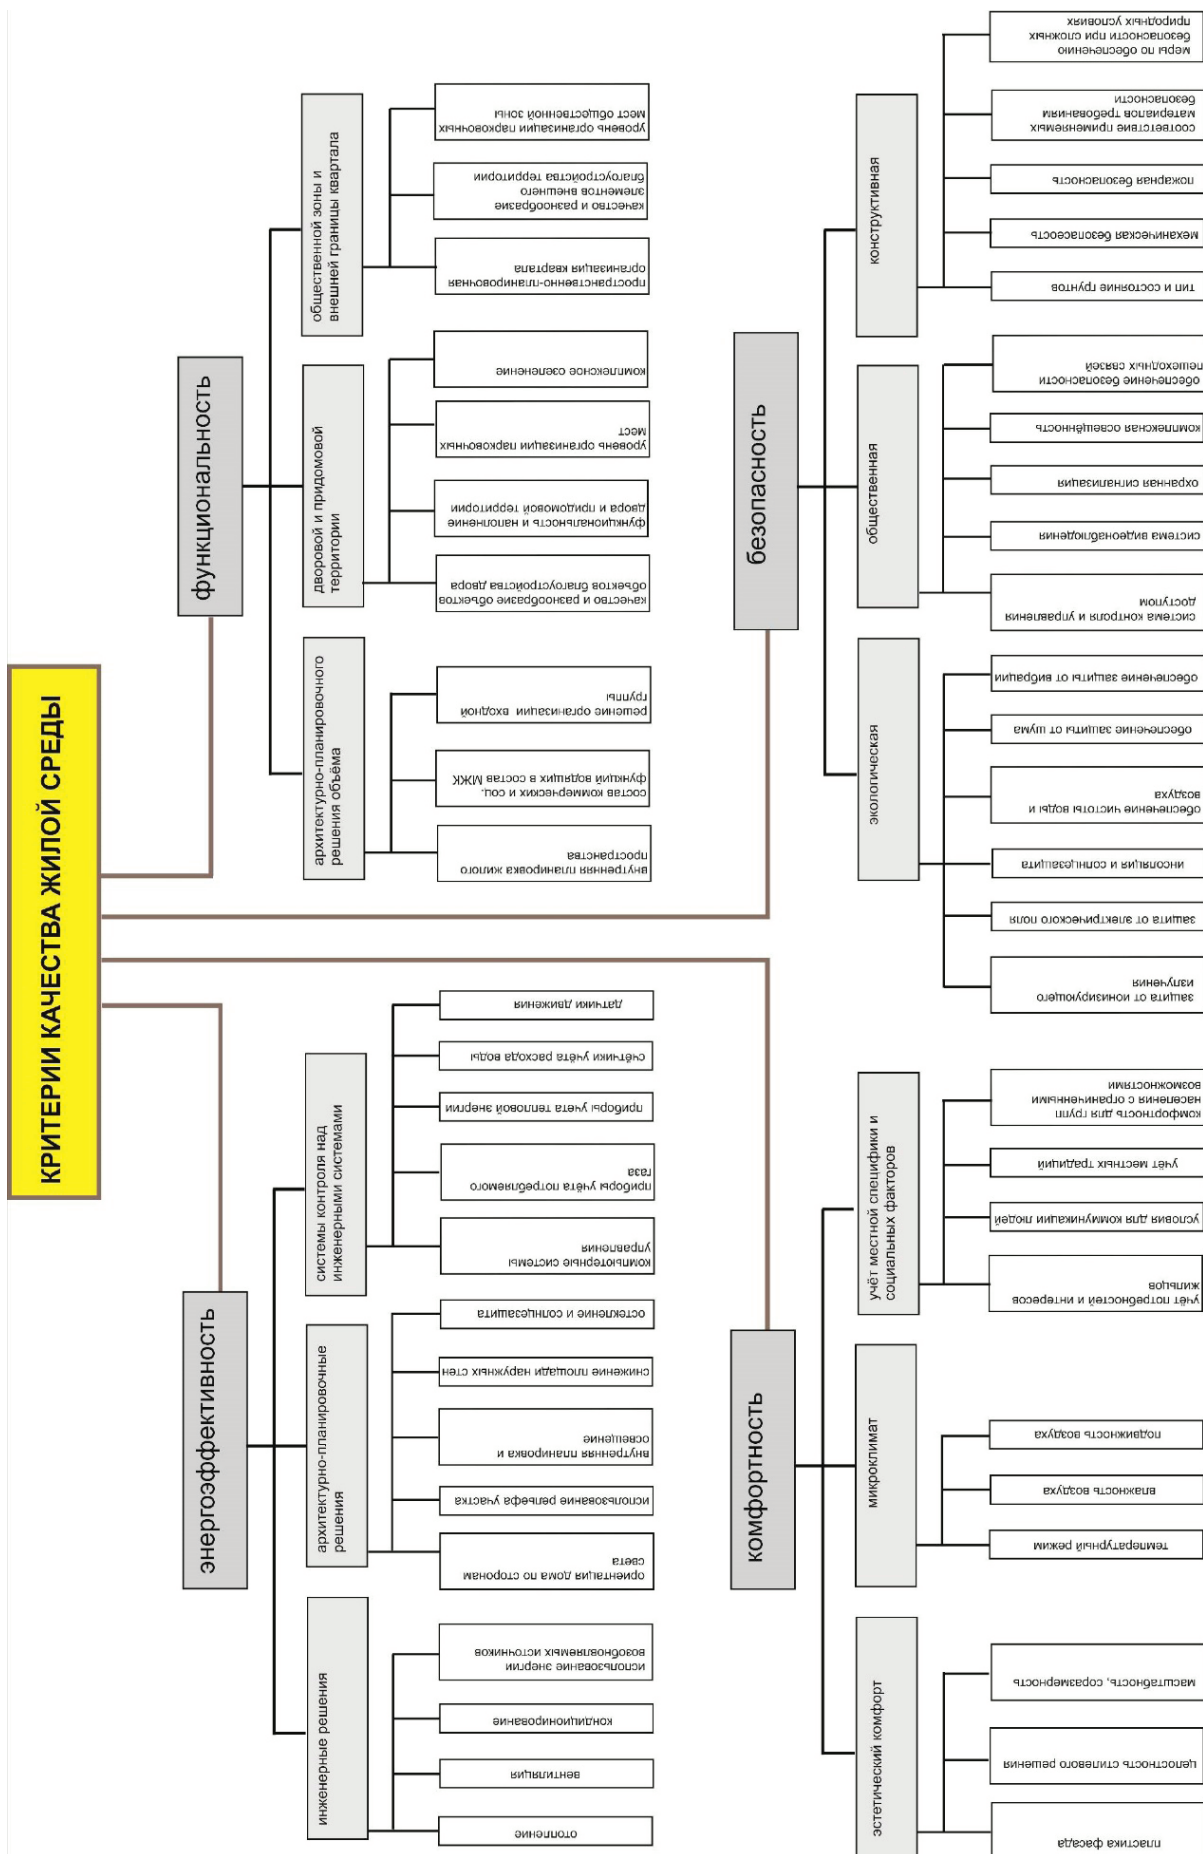 КРИТЕРИИ КАЧЕСТВА ЖИЛОЙ СРЕДЫ
энергоэффективность
инженерные решения
отопление
вентиляция
кондиционирование
использование энергии
возобновляемых источников
архитектурно-планировочные
решения
ориентация дома по сторонам
света
использование рельефа участка
внутренняя планировка и
освещение
снижение площади наружных стен
остекление и солнцезащита
системы контроля над
инженерными системами
компьютерные системы
управления
приборы учёта потребляемого
газа
приборы учета тепловой энергии
счётчики учёта расхода воды
датчики движения
функциональность
архитектурно-планировочного
решения объёма
внутренняя планировка жилого
пространства
состав коммерческих и соц.
функций водящих в состав МЖК
решение организации входной
группы
дворовой и придомовой
территории
качество и разнообразие объектов
объектов благоустройства двора
функциональность и наполнение
двора и придомовой территории
уровень организации парковочных
мест
комплексное озеленение
общественной зоны и
внешней границы квартала
пространственно-планировочная
организация квартала
качество и разнообразие
элементов внешнего
благоустройства территории
уровень организации парковочных
мест общественной зоны
комфортность
эстетический комфорт
пластика фасада
целостность стилевого решения
масштабность, соразмерность
микроклимат
температурный режим
влажность воздуха
подвижность воздуха
учёт местной специфики и
социальных факторов
учёт потребностей и интересов
жильцов
условия для коммуникации людей
учёт местных традиций
комфортность для групп
населения с ограниченными
возможностями
безопасность
экологическая
защита от ионизирующего
излучения
защита от электрического поля
инсоляция и солнцезащита
обеспечение чистоты воды и
воздуха
обеспечение защиты от шума
обеспечение защиты от вибрации
общественная
система контроля и управления
доступом
система видеонаблюдения
охранная сигнализация
комплексная освещённость
обеспечение безопасности
пешеходных связей
конструктивная
тип и состояние грунтов
механическая безопасеость
пожарная безопасность
соответствие применяемых
материалов требованиям
безопасности
меры по обеспечению
безопасности при сложных
природных условиях